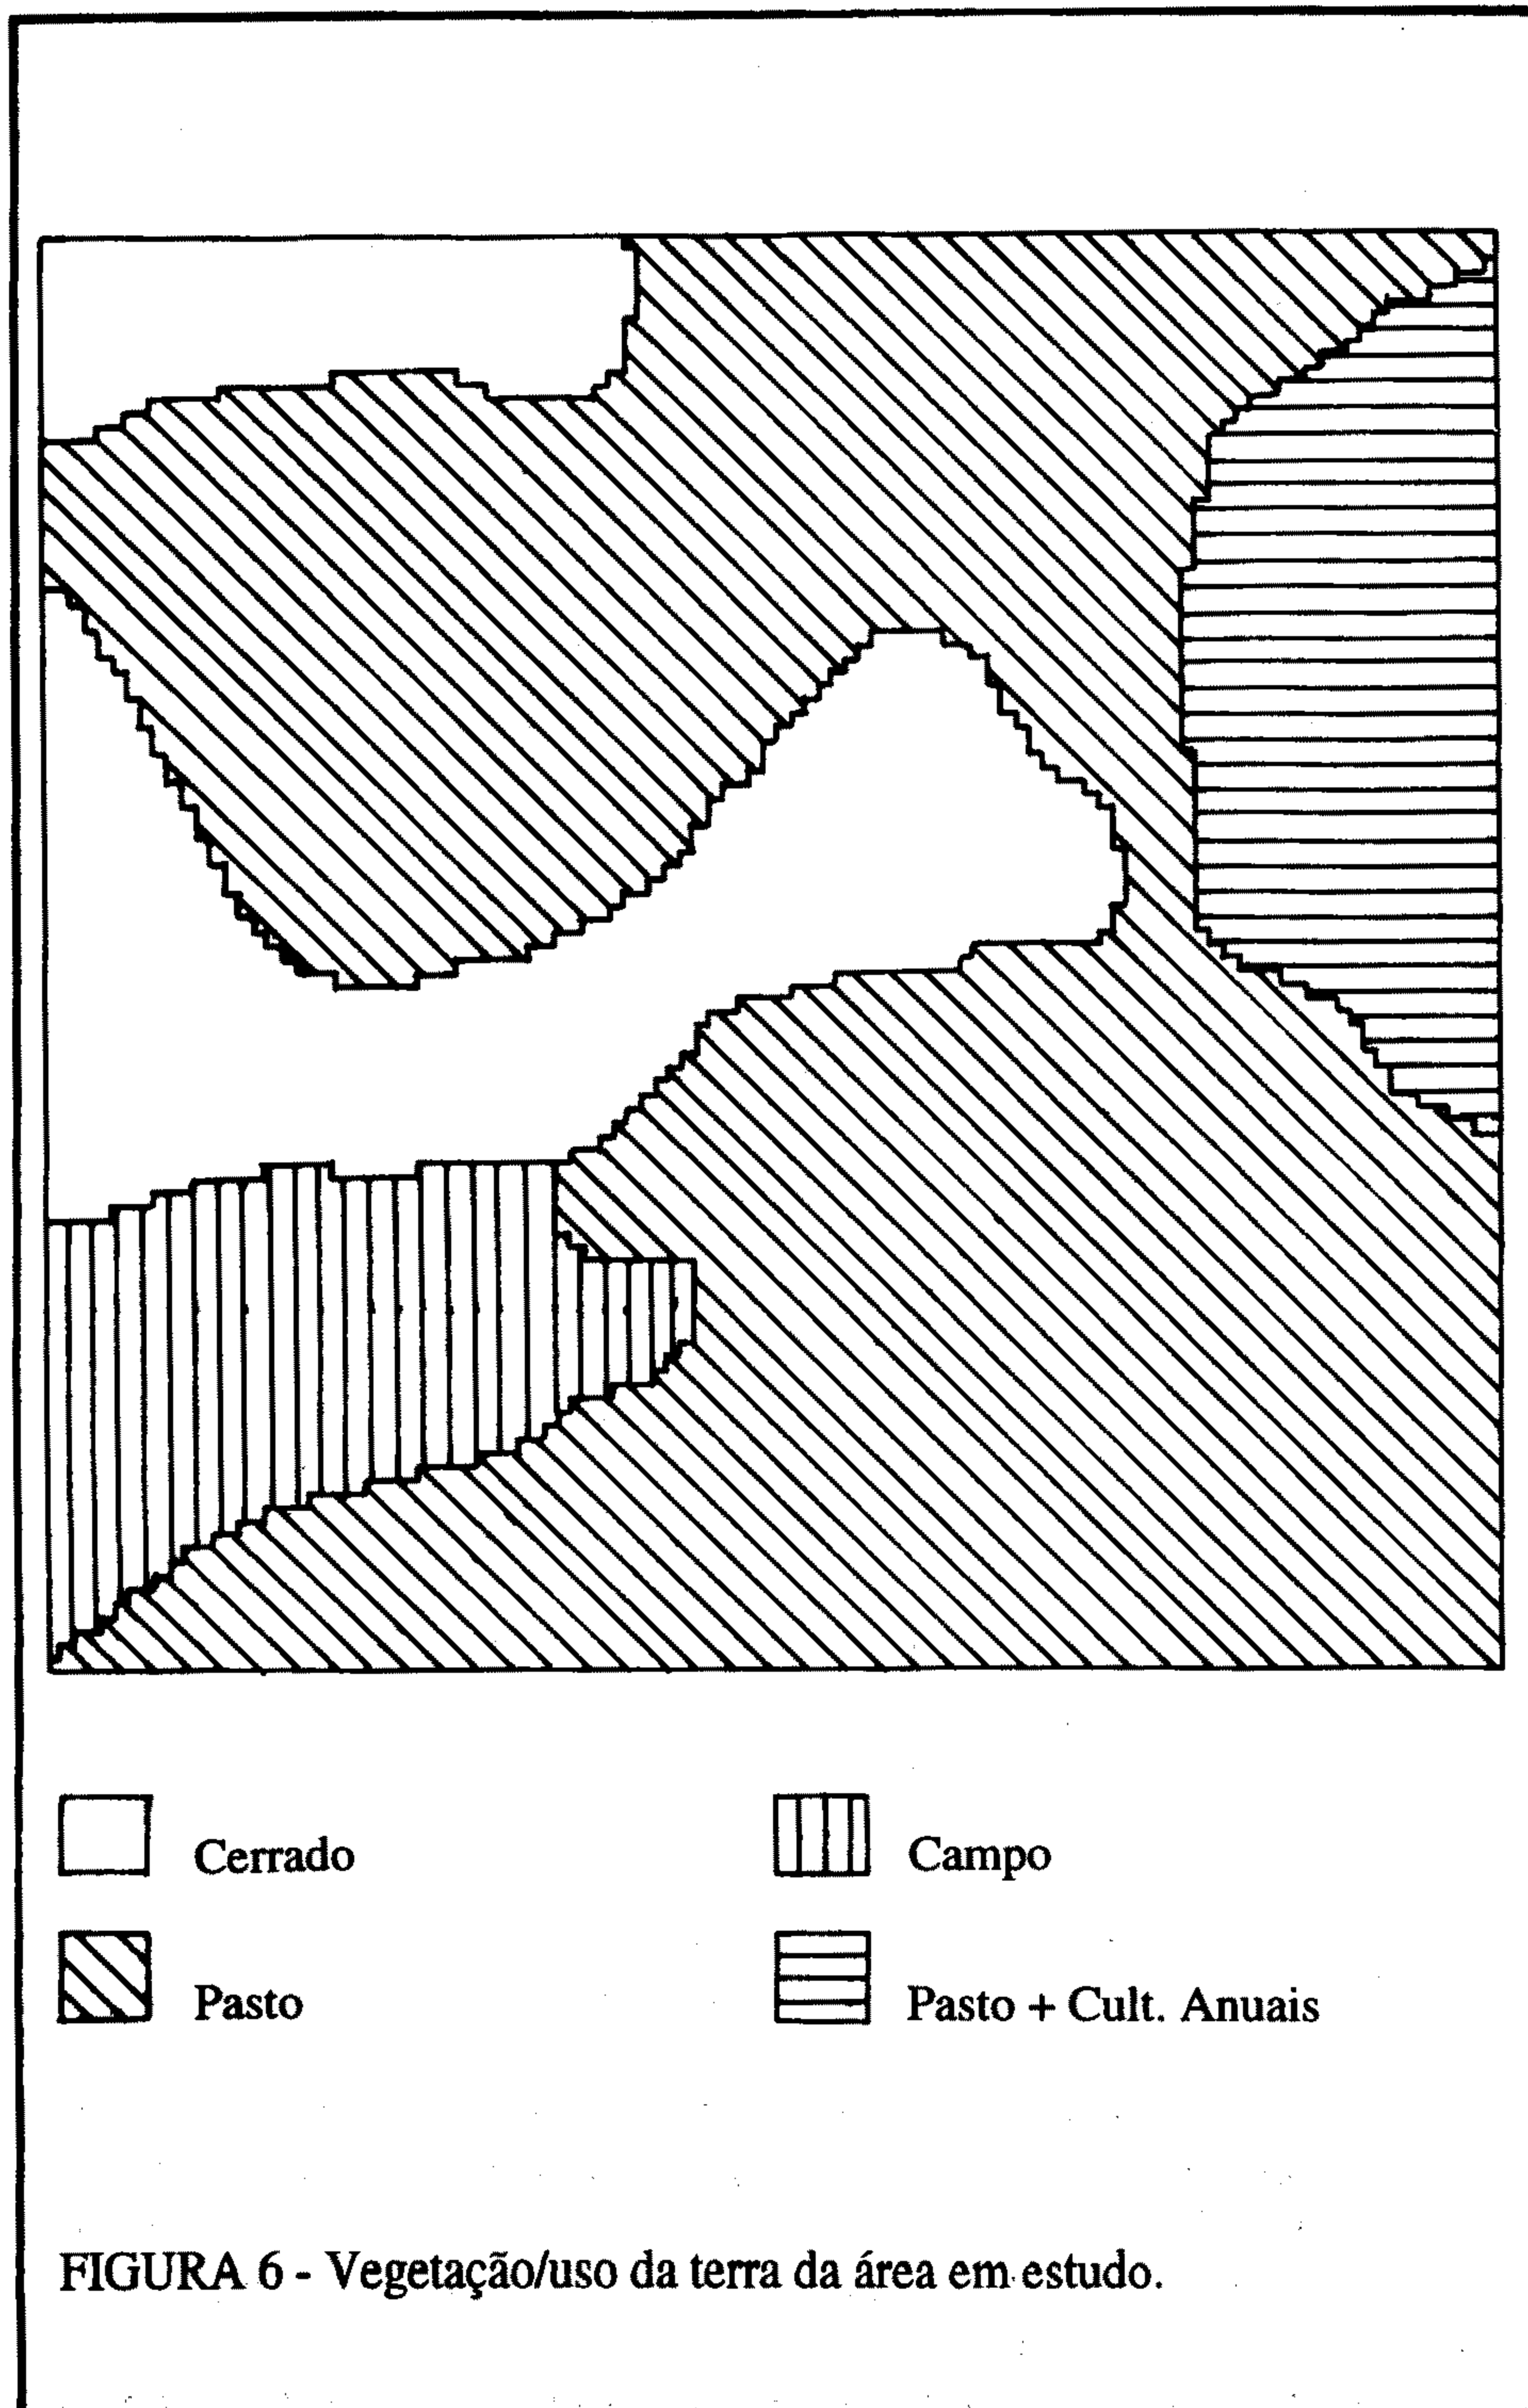 Cerrado
Campo
Pasto
Pasto + Cult. Anuais
FIGURA 6 - Vegetação/uso da terra da área em estudo.